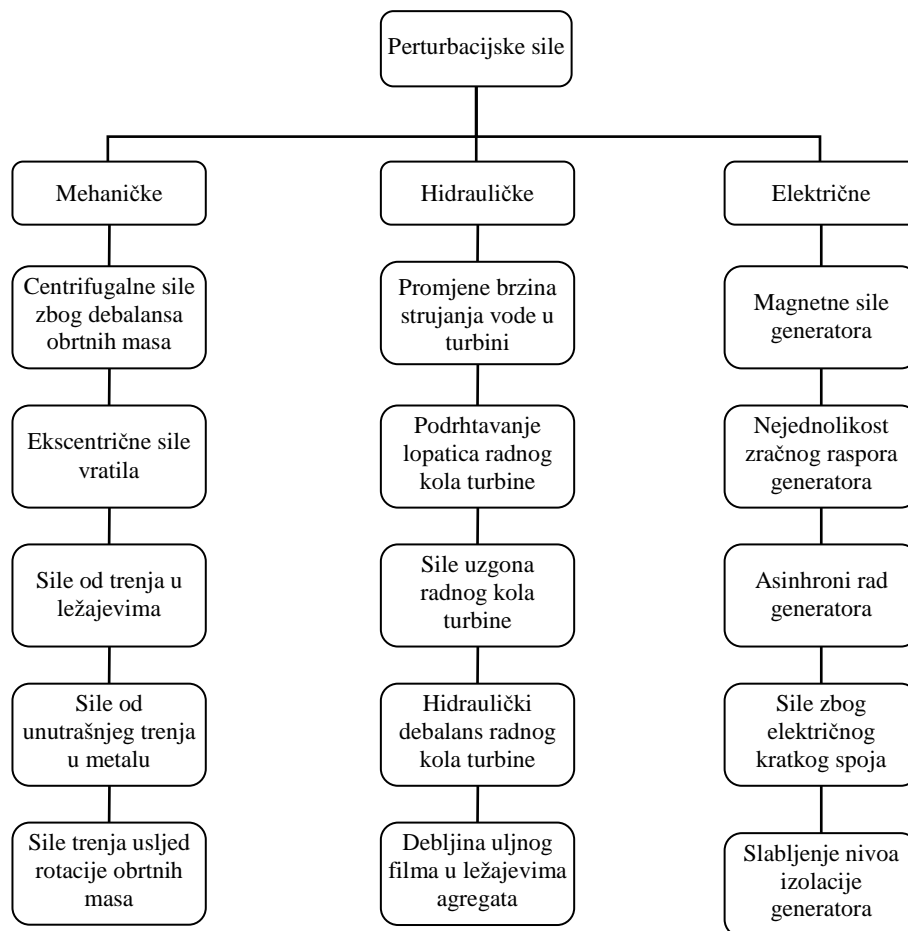 Perturbacijske sile
Mehaničke
Hidrauličke
Električne
Centrifugalne sile
zbog debalansa
obrtnih masa
Promjene brzina
strujanja vode u
turbini
Magnetne sile
generatora
Ekscentrične sile
vratila
Podrhtavanje
lopatica radnog
kola turbine
Nejednolikost
zračnog raspora
generatora
Sile od trenja u
ležajevima
Sile uzgona
radnog kola
turbine
Asinhroni rad
generatora
Sile od
unutrašnjeg trenja
u metalu
Hidraulički
debalans radnog
kola turbine
Sile zbog
električnog
kratkog spoja
Sile trenja usljed
rotacije obrtnih
masa
Debljina uljnog
filma u ležajevima
agregata
Slabljenje nivoa
izolacije
generatora